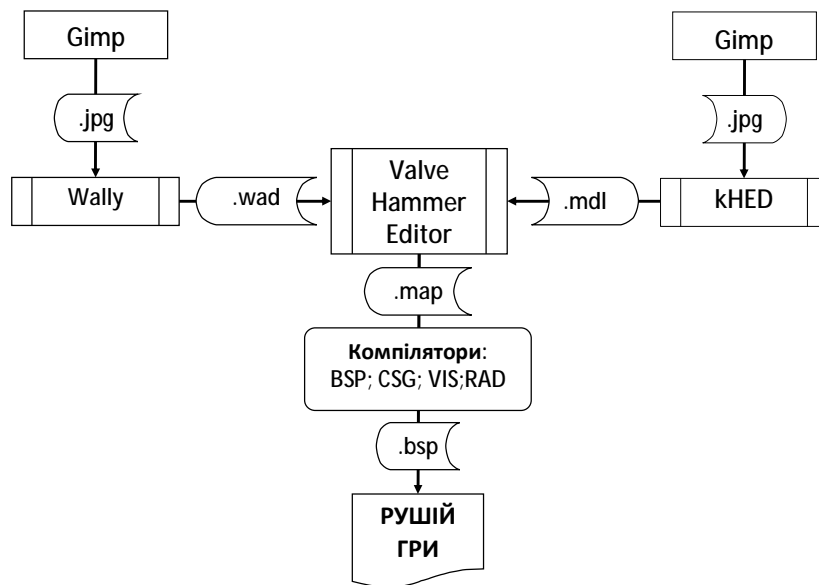 Gimp
Gimp
.jpg
.jpg
Wally
.wad
Valve
Hammer
Editor
.mdl
kHED
.map
Компілятори:
BSP; CSG; VIS;RAD
.bsp
РУШІЙ
ГРИ